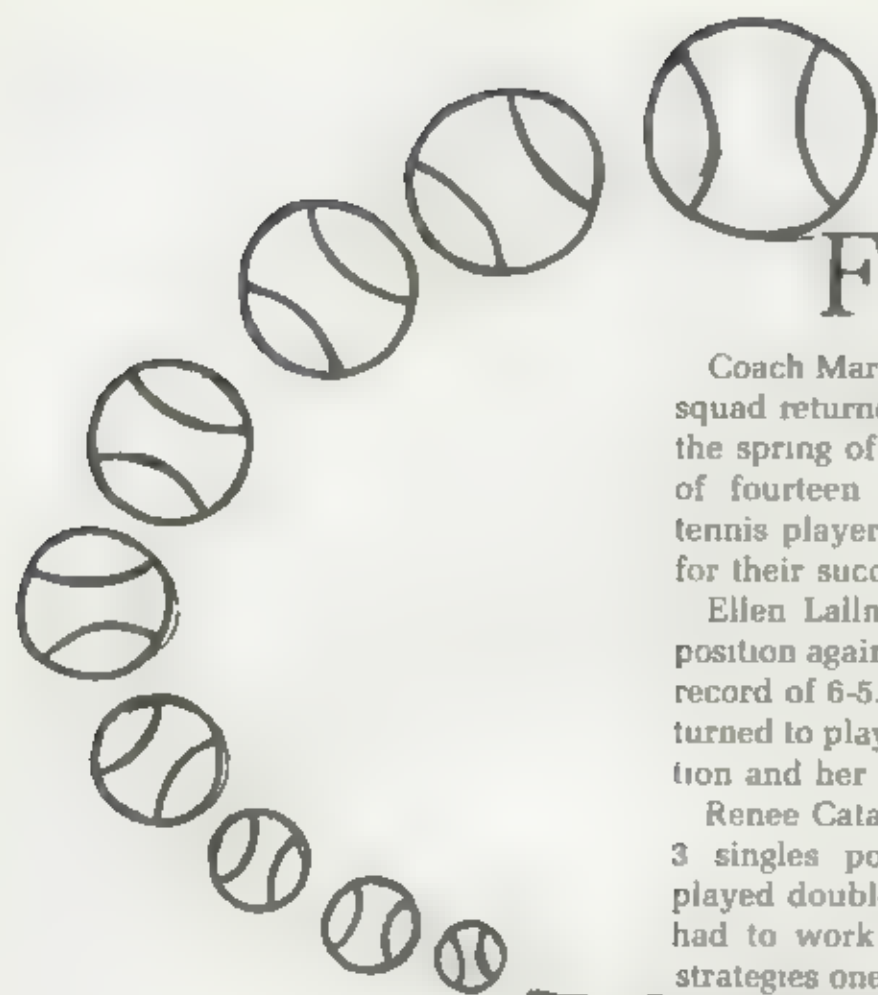 F
Coach Mar
squad returne
the spring of
of fourteen
tennis player
for their succ
Ellen Lalln
position again
record of 6-5.
turned to play
tion and her
Renee Cata
3 singles po
played doubl
had to work
strategies one